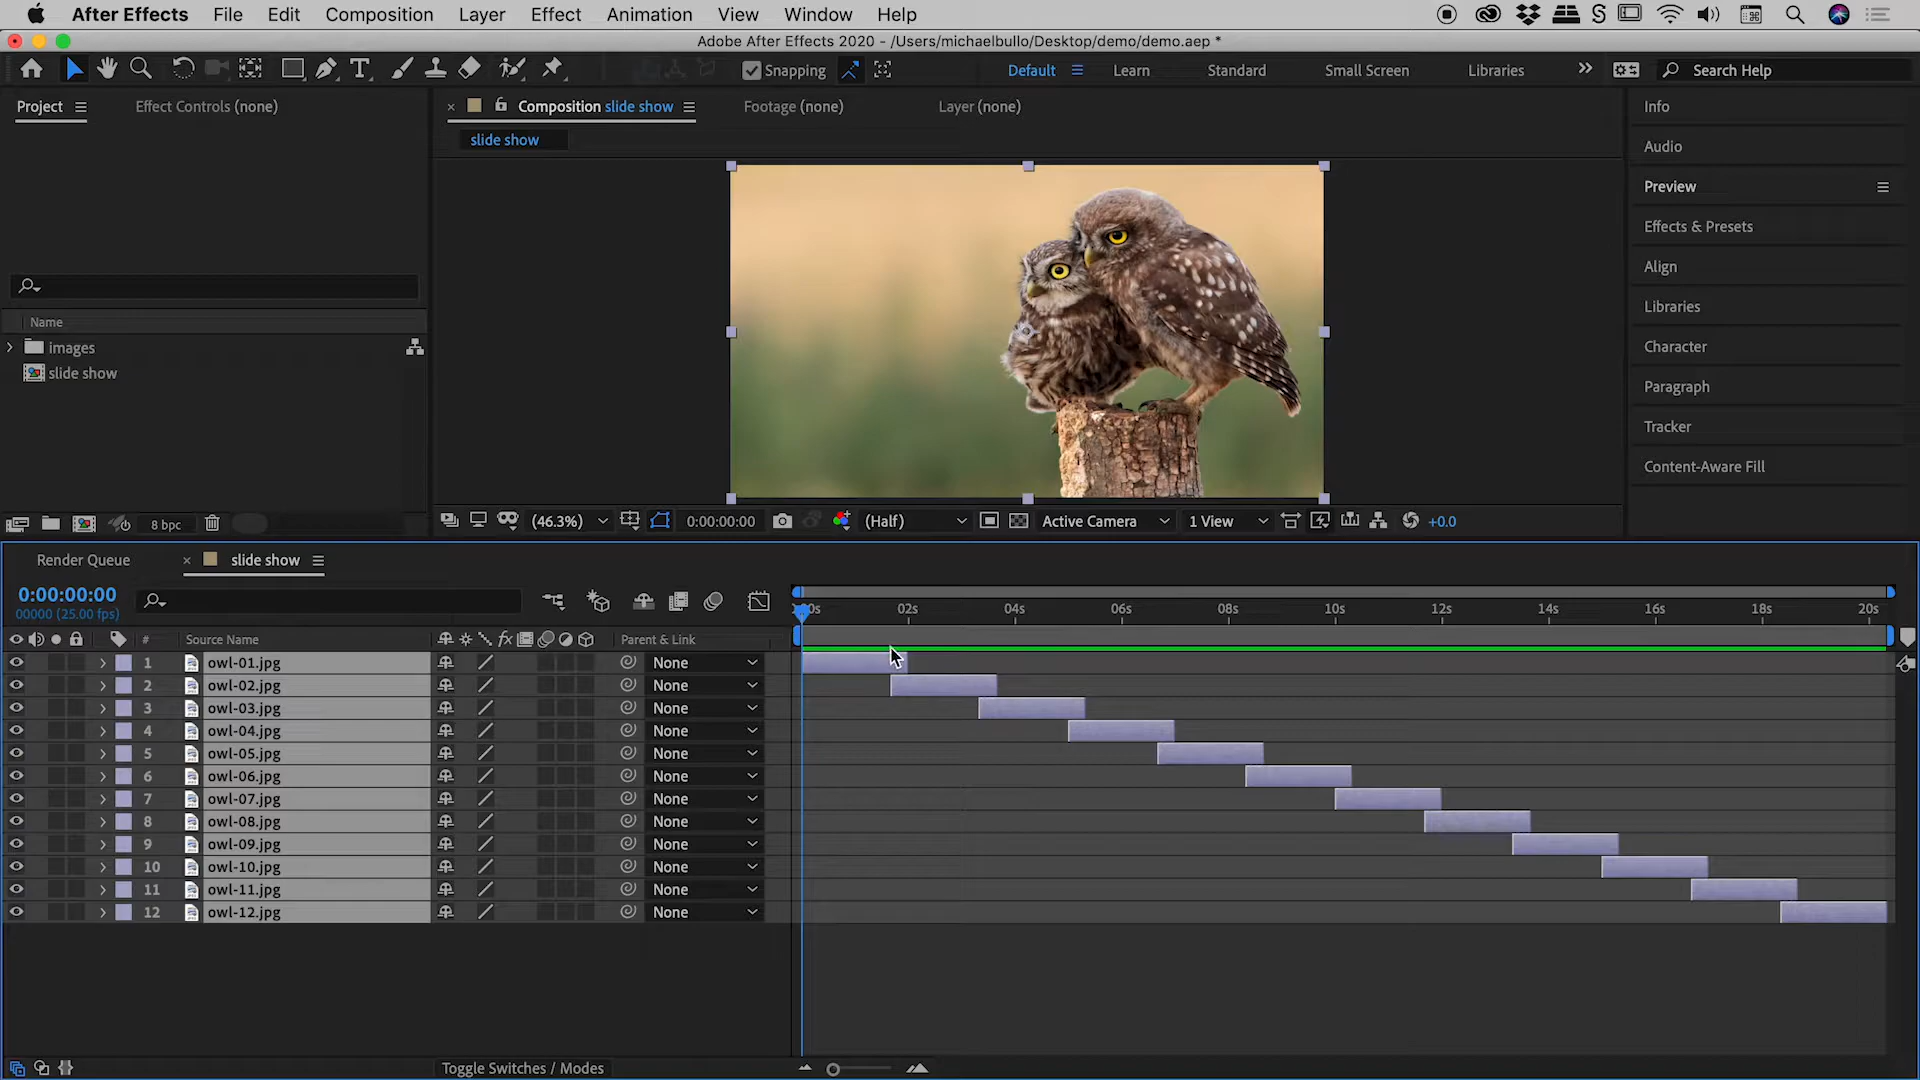 After Effects File Edit Composition Layer Effect Animation View Window Help
Adobe After Effects 2020 - /Users/michaelbullo/Desktop/demo/demo.aep *
Snapping Default Learn Standard Small Screen Libraries Search Help
Project Effect Controls (none) Composition slide show Footage (none) Layer (none) Info
slide show Audio
Preview
Effects & Presets
Align
Libraries
Name
images Character
slide show Paragraph
Tracker
Content-Aware Fill
8 bpc (46.3%) 0:00:00:00 (Half) Active Camera 1 View +0.0
Render Queue slide show
0:00:00:00
00000 (25.00 fps)
02s 04s 06s 08s 10s 12s 14s 16s 18s 20s
# Source Name fx Parent & Link
1 owl-01.jpg None
2 owl-02.jpg None
3 owl-03.jpg None
4 owl-04.jpg None
5 owl-05.jpg None
6 owl-06.jpg None
7 owl-07.jpg None
8 owl-08.jpg None
9 owl-09.jpg None
10 owl-10.jpg None
11 owl-11.jpg None
12 owl-12.jpg None
Toggle Switches / Modes